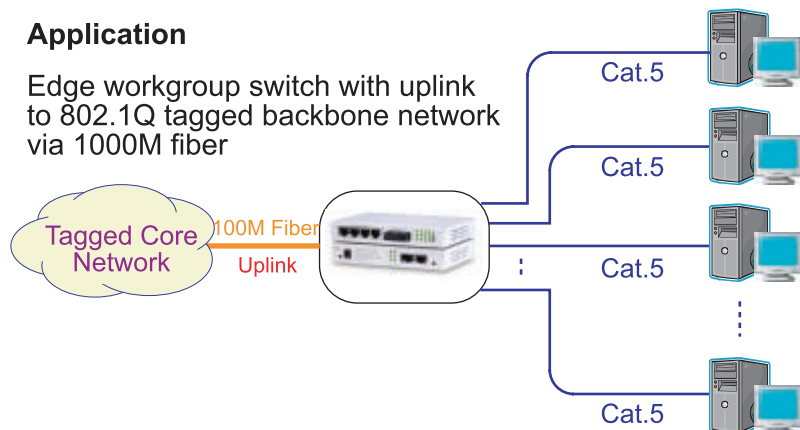 Application
Edge workgroup switch with uplink
to 802.1Q tagged backbone network
via 1000M fiber
Cat.5
Cat.5
Tagged Core
Network
100M Fiber
Uplink
Cat.5
Cat.5